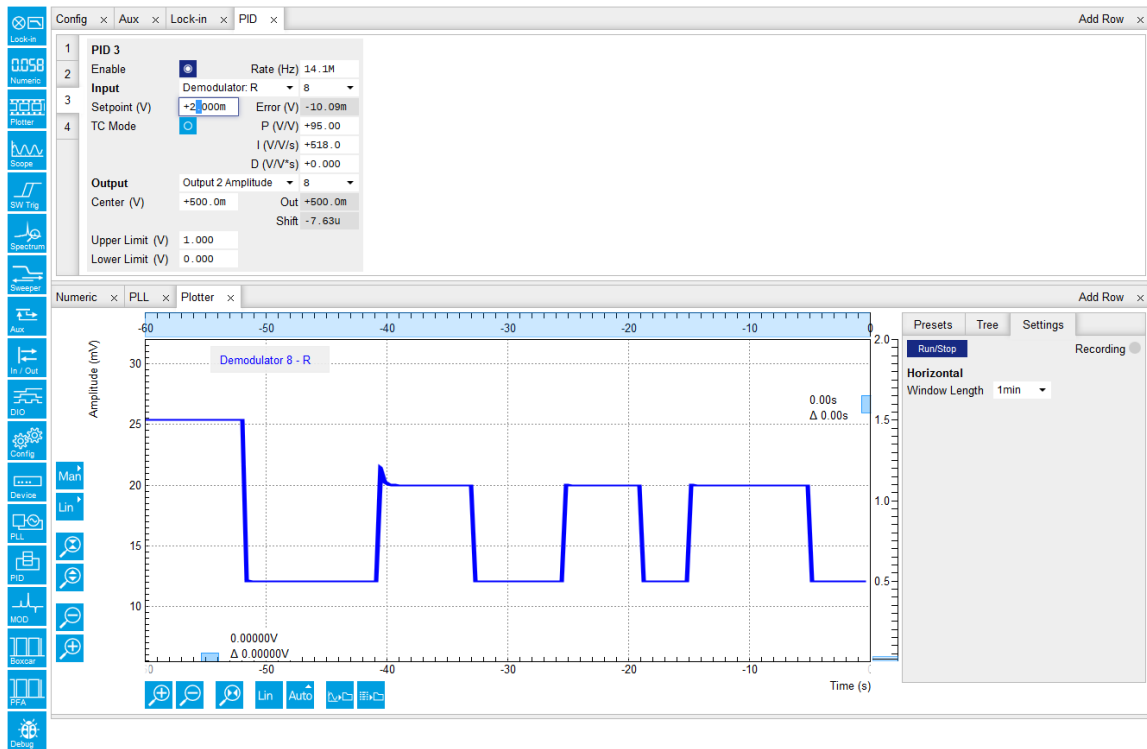 Config × Aux × Lock-in × PID × Add Row ×
Lock-in
0.058
Numeric
Plotter
Scope
SW Trig
Spectrum
Sweeper
Aux
In / Out
DIO
Config
Device
PLL
PID
MOD
Boxcar
PFA
Debug
1
2
3
4
PID 3
Enable Rate (Hz) 14.1M
Input Demodulator: R 8
Setpoint (V) Error (V) -10.09m
TC Mode P (V/V) +95.00
I (V/V/s) +518.0
D (V/V*s) +0.000
Output Output 2 Amplitude 8
Center (V) +500.0m Out +500.0m
Shift -7.63u
Upper Limit (V) 1.000
Lower Limit (V) 0.000
Numeric × PLL × Plotter × Add Row ×
-60 -50 -40 -30 -20 -10 0
Amplitude (mV)
30
25
20
15
10
Demodulator 8 - R
0.00s
Δ 0.00s
2.0
1.5
1.0
0.5
0.00000V
Δ 0.00000V
-50 -40 -30 -20 -10
Time (s)
Man
Lin
Lin Auto
Presets Tree Settings
Run/Stop Recording
Horizontal
Window Length 1min